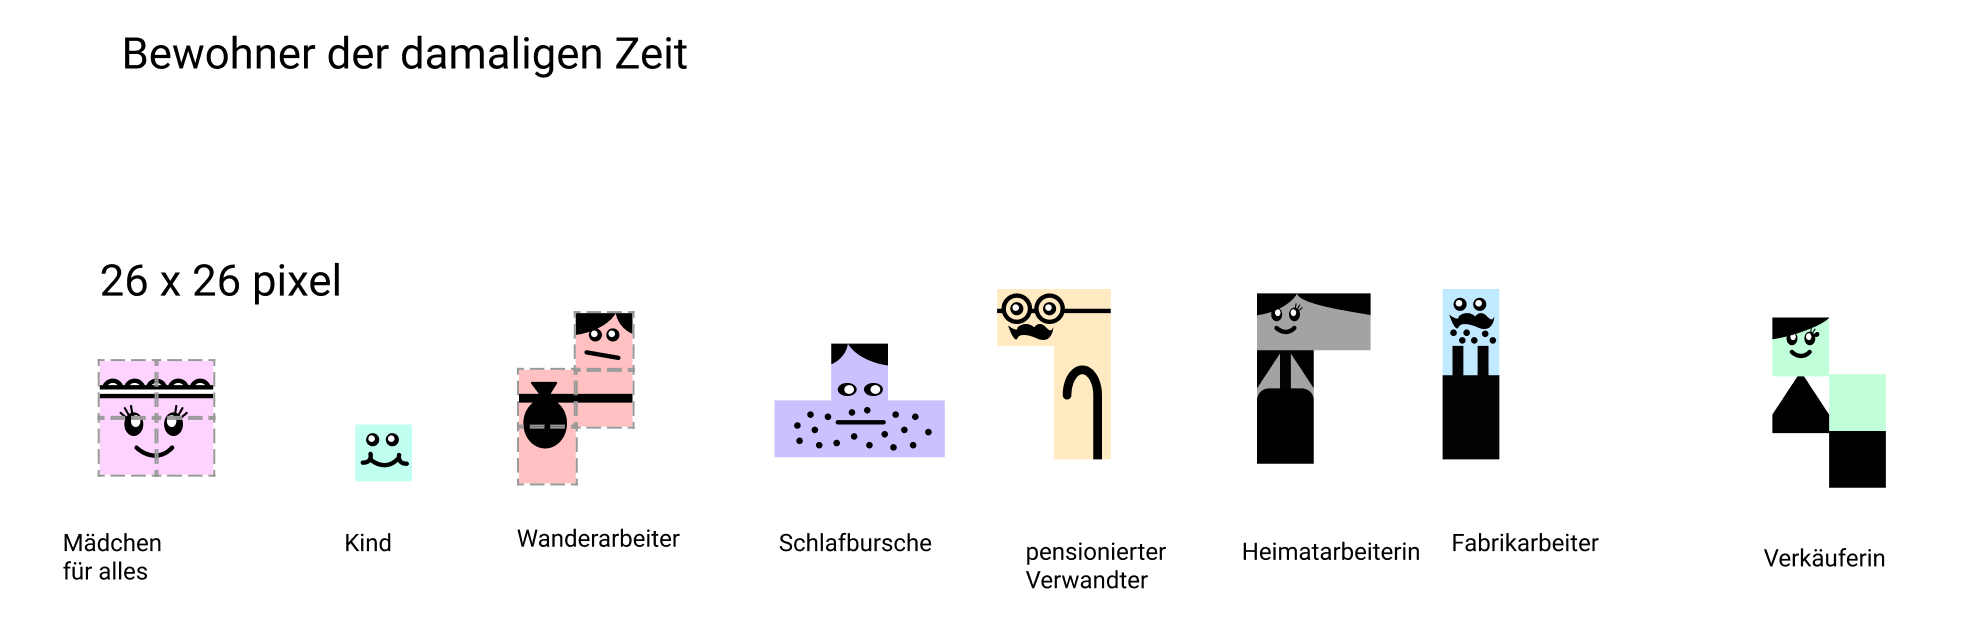 Bewohner der damaligen Zeit
26 x 26 pixel
Mädchen
für alles
Kind
Wanderarbeiter
Schlafbursche
pensionierter
Verwandter
Heimatarbeiterin
Fabrikarbeiter
Verkäuferin